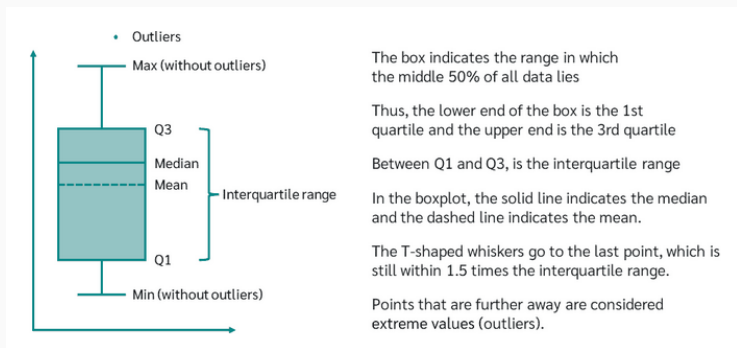 Outliers
Max (without outliers)
Q3
Median
Mean
Interquartile range
Q1
Min (without outliers)
The box indicates the range in which
the middle 50% of all data lies
Thus, the lower end of the box is the 1st
quartile and the upper end is the 3rd quartile
Between Q1 and Q3, is the interquartile range
In the boxplot, the solid line indicates the median
and the dashed line indicates the mean.
The T-shaped whiskers go to the last point, which is
still within 1.5 times the interquartile range.
Points that are further away are considered
extreme values (outliers).